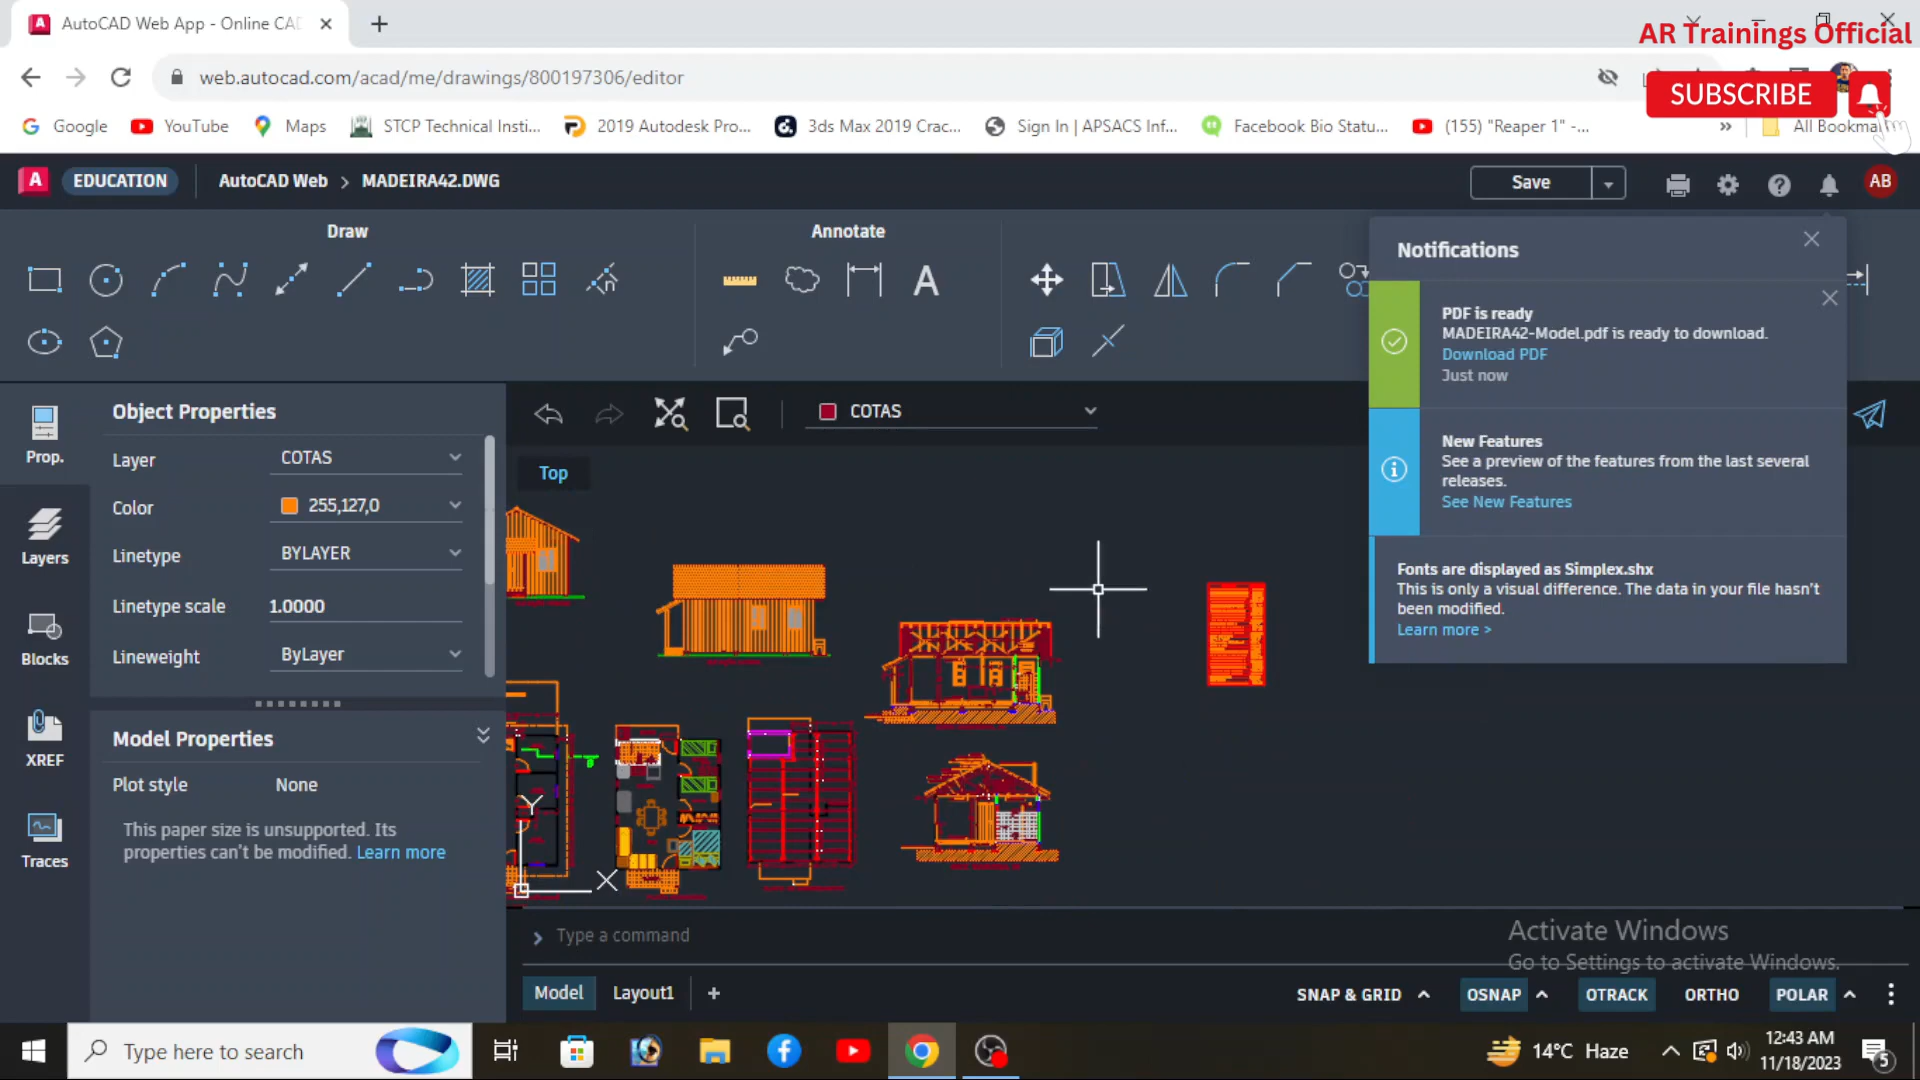 AutoCAD Web App - Online CAD
AR Trainings Official
web.autocad.com/acad/me/drawings/800197306/editor
SUBSCRIBE
Google
YouTube
Maps
STCP Technical Insti...
2019 Autodesk Pro...
3ds Max 2019 Crac...
Sign In | APSACS Inf...
Facebook Bio Statu...
(155) "Reaper 1" -...
»
All Bookmar
A EDUCATION
AutoCAD Web > MADEIRA42.DWG
Save
AB
Draw
Annotate
A
Notifications
PDF is ready
MADEIRA42-Model.pdf is ready to download.
Download PDF
Just now
New Features
See a preview of the features from the last several
releases.
See New Features
Fonts are displayed as Simplex.shx
This is only a visual difference. The data in your file hasn't
been modified.
Learn more >
Prop.
Layers
Blocks
XREF
Traces
Object Properties
Layer COTAS
Color 255,127,0
Linetype BYLAYER
Linetype scale 1.0000
Lineweight ByLayer
Model Properties
Plot style None
This paper size is unsupported. Its
properties can't be modified. Learn more
COTAS
Top
Y
X
Type a command
Activate Windows
Go to Settings to activate Windows.
Model Layout1 +
SNAP & GRID OSNAP OTRACK ORTHO POLAR
Type here to search
14°C Haze
12:43 AM
11/18/2023
5